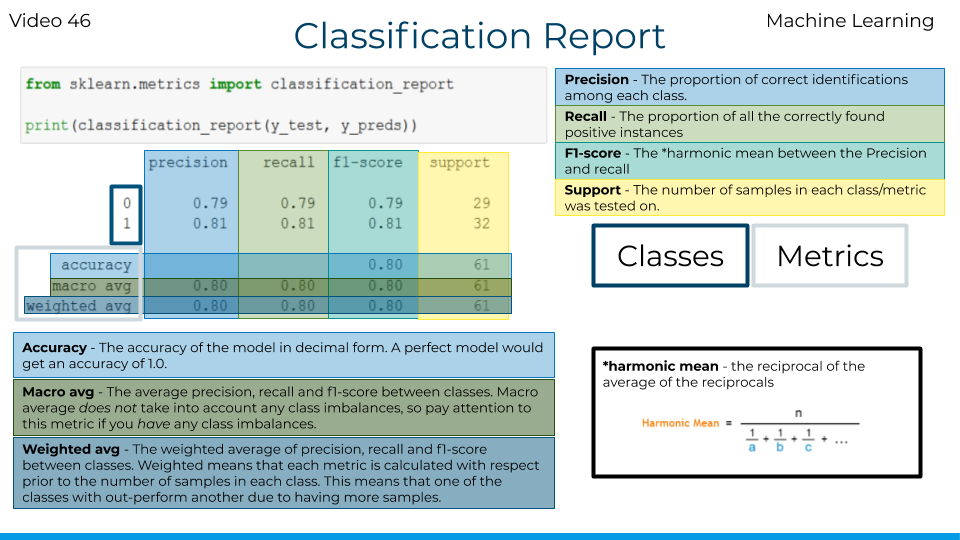 Video 46
Machine Learning
Classification Report
from sklearn.metrics import classification_report
print(classification_report(y_test, y_preds))
precision recall f1-score support
0 0.79 0.79 0.79 29
1 0.81 0.81 0.81 32
accuracy 0.80 61
macro avg 0.80 0.80 0.80 61
weighted avg 0.80 0.80 0.80 61
Precision - The proportion of correct identifications
among each class.
Recall - The proportion of all the correctly found
positive instances
F1-score - The *harmonic mean between the Precision
and recall
Support - The number of samples in each class/metric
was tested on.
Classes
Metrics
Accuracy - The accuracy of the model in decimal form. A perfect model would
get an accuracy of 1.0.
Macro avg - The average precision, recall and f1-score between classes. Macro
average does not take into account any class imbalances, so pay attention to
this metric if you have any class imbalances.
Weighted avg - The weighted average of precision, recall and f1-score
between classes. Weighted means that each metric is calculated with respect
prior to the number of samples in each class. This means that one of the
classes with out-perform another due to having more samples.
*harmonic mean - the reciprocal of the
average of the reciprocals
Harmonic Mean = n
1/a + 1/b + 1/c + ...